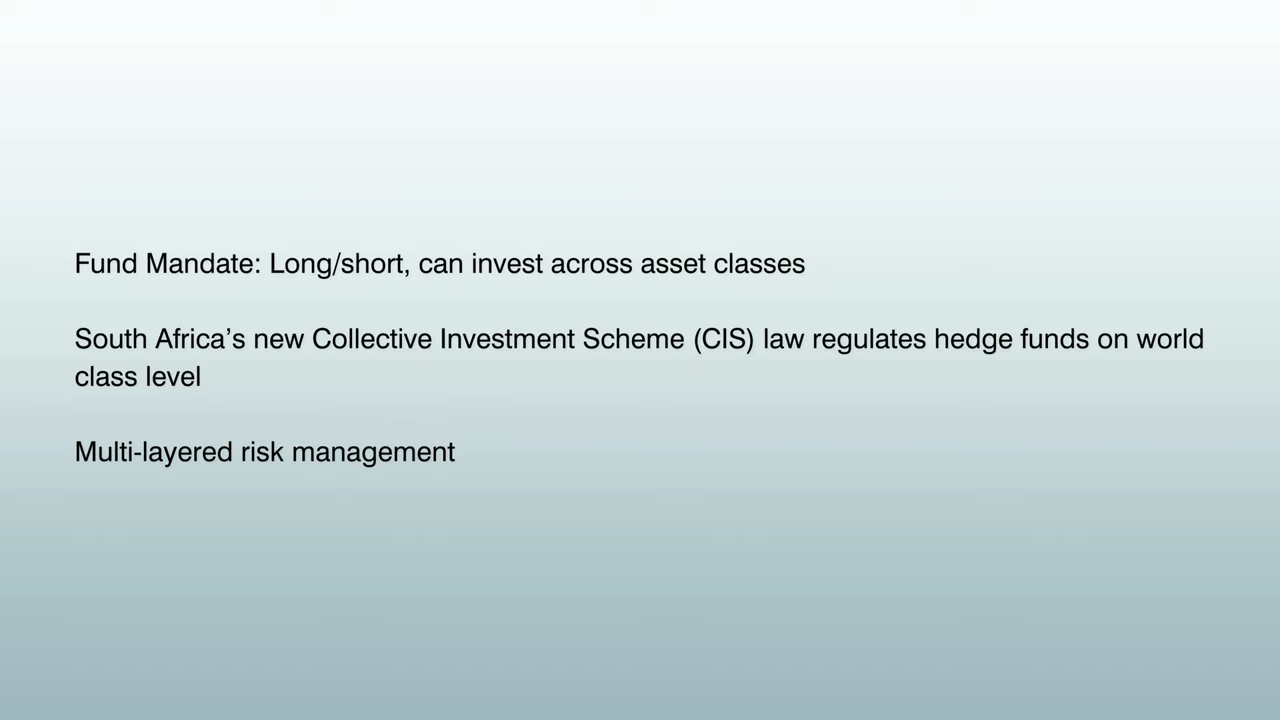 Fund Mandate: Long/short, can invest across asset classes
South Africa’s new Collective Investment Scheme (CIS) law regulates hedge funds on world
class level
Multi-layered risk management